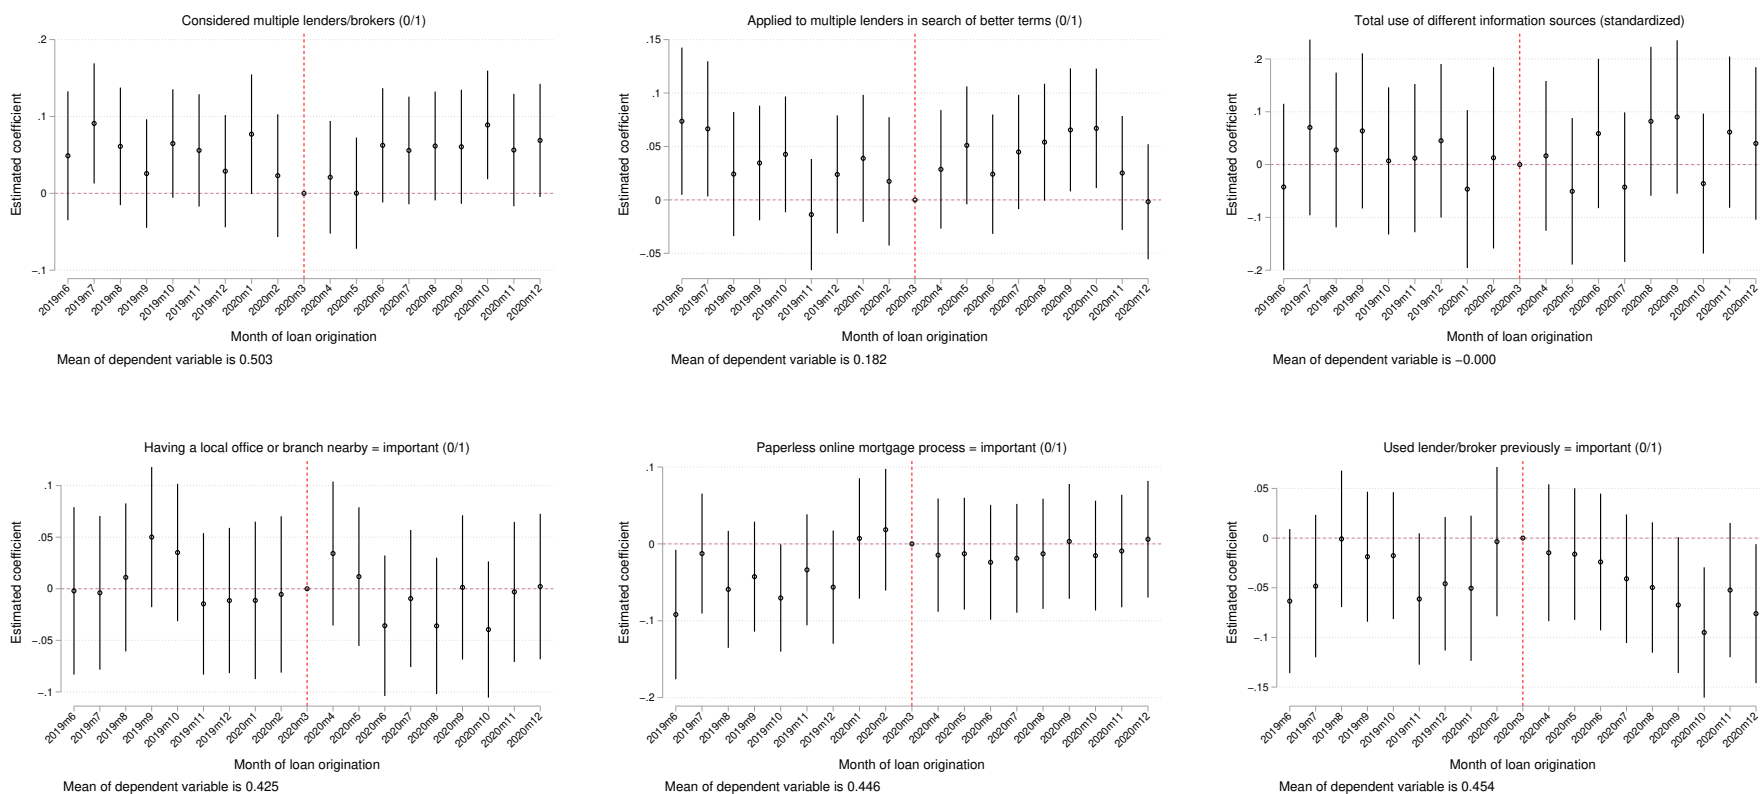 Considered multiple lenders/brokers (0/1)
Estimated coefficient
.2
.1
0
−.1
2019m6
2019m7
2019m8
2019m9
2019m10
2019m11
2019m12
2020m1
2020m2
2020m3
2020m4
2020m5
2020m6
2020m7
2020m8
2020m9
2020m10
2020m11
2020m12
Month of loan origination
Mean of dependent variable is 0.503
Applied to multiple lenders in search of better terms (0/1)
Estimated coefficient
.15
.1
.05
0
−.05
2019m6
2019m7
2019m8
2019m9
2019m10
2019m11
2019m12
2020m1
2020m2
2020m3
2020m4
2020m5
2020m6
2020m7
2020m8
2020m9
2020m10
2020m11
2020m12
Month of loan origination
Mean of dependent variable is 0.182
Total use of different information sources (standardized)
Estimated coefficient
.2
.1
0
−.1
−.2
2019m6
2019m7
2019m8
2019m9
2019m10
2019m11
2019m12
2020m1
2020m2
2020m3
2020m4
2020m5
2020m6
2020m7
2020m8
2020m9
2020m10
2020m11
2020m12
Month of loan origination
Mean of dependent variable is −0.000
Having a local office or branch nearby = important (0/1)
Estimated coefficient
.1
.05
0
−.05
−.1
2019m6
2019m7
2019m8
2019m9
2019m10
2019m11
2019m12
2020m1
2020m2
2020m3
2020m4
2020m5
2020m6
2020m7
2020m8
2020m9
2020m10
2020m11
2020m12
Month of loan origination
Mean of dependent variable is 0.425
Paperless online mortgage process = important (0/1)
Estimated coefficient
.1
0
−.1
−.2
2019m6
2019m7
2019m8
2019m9
2019m10
2019m11
2019m12
2020m1
2020m2
2020m3
2020m4
2020m5
2020m6
2020m7
2020m8
2020m9
2020m10
2020m11
2020m12
Month of loan origination
Mean of dependent variable is 0.446
Used lender/broker previously = important (0/1)
Estimated coefficient
.05
0
−.05
−.1
−.15
2019m6
2019m7
2019m8
2019m9
2019m10
2019m11
2019m12
2020m1
2020m2
2020m3
2020m4
2020m5
2020m6
2020m7
2020m8
2020m9
2020m10
2020m11
2020m12
Month of loan origination
Mean of dependent variable is 0.454